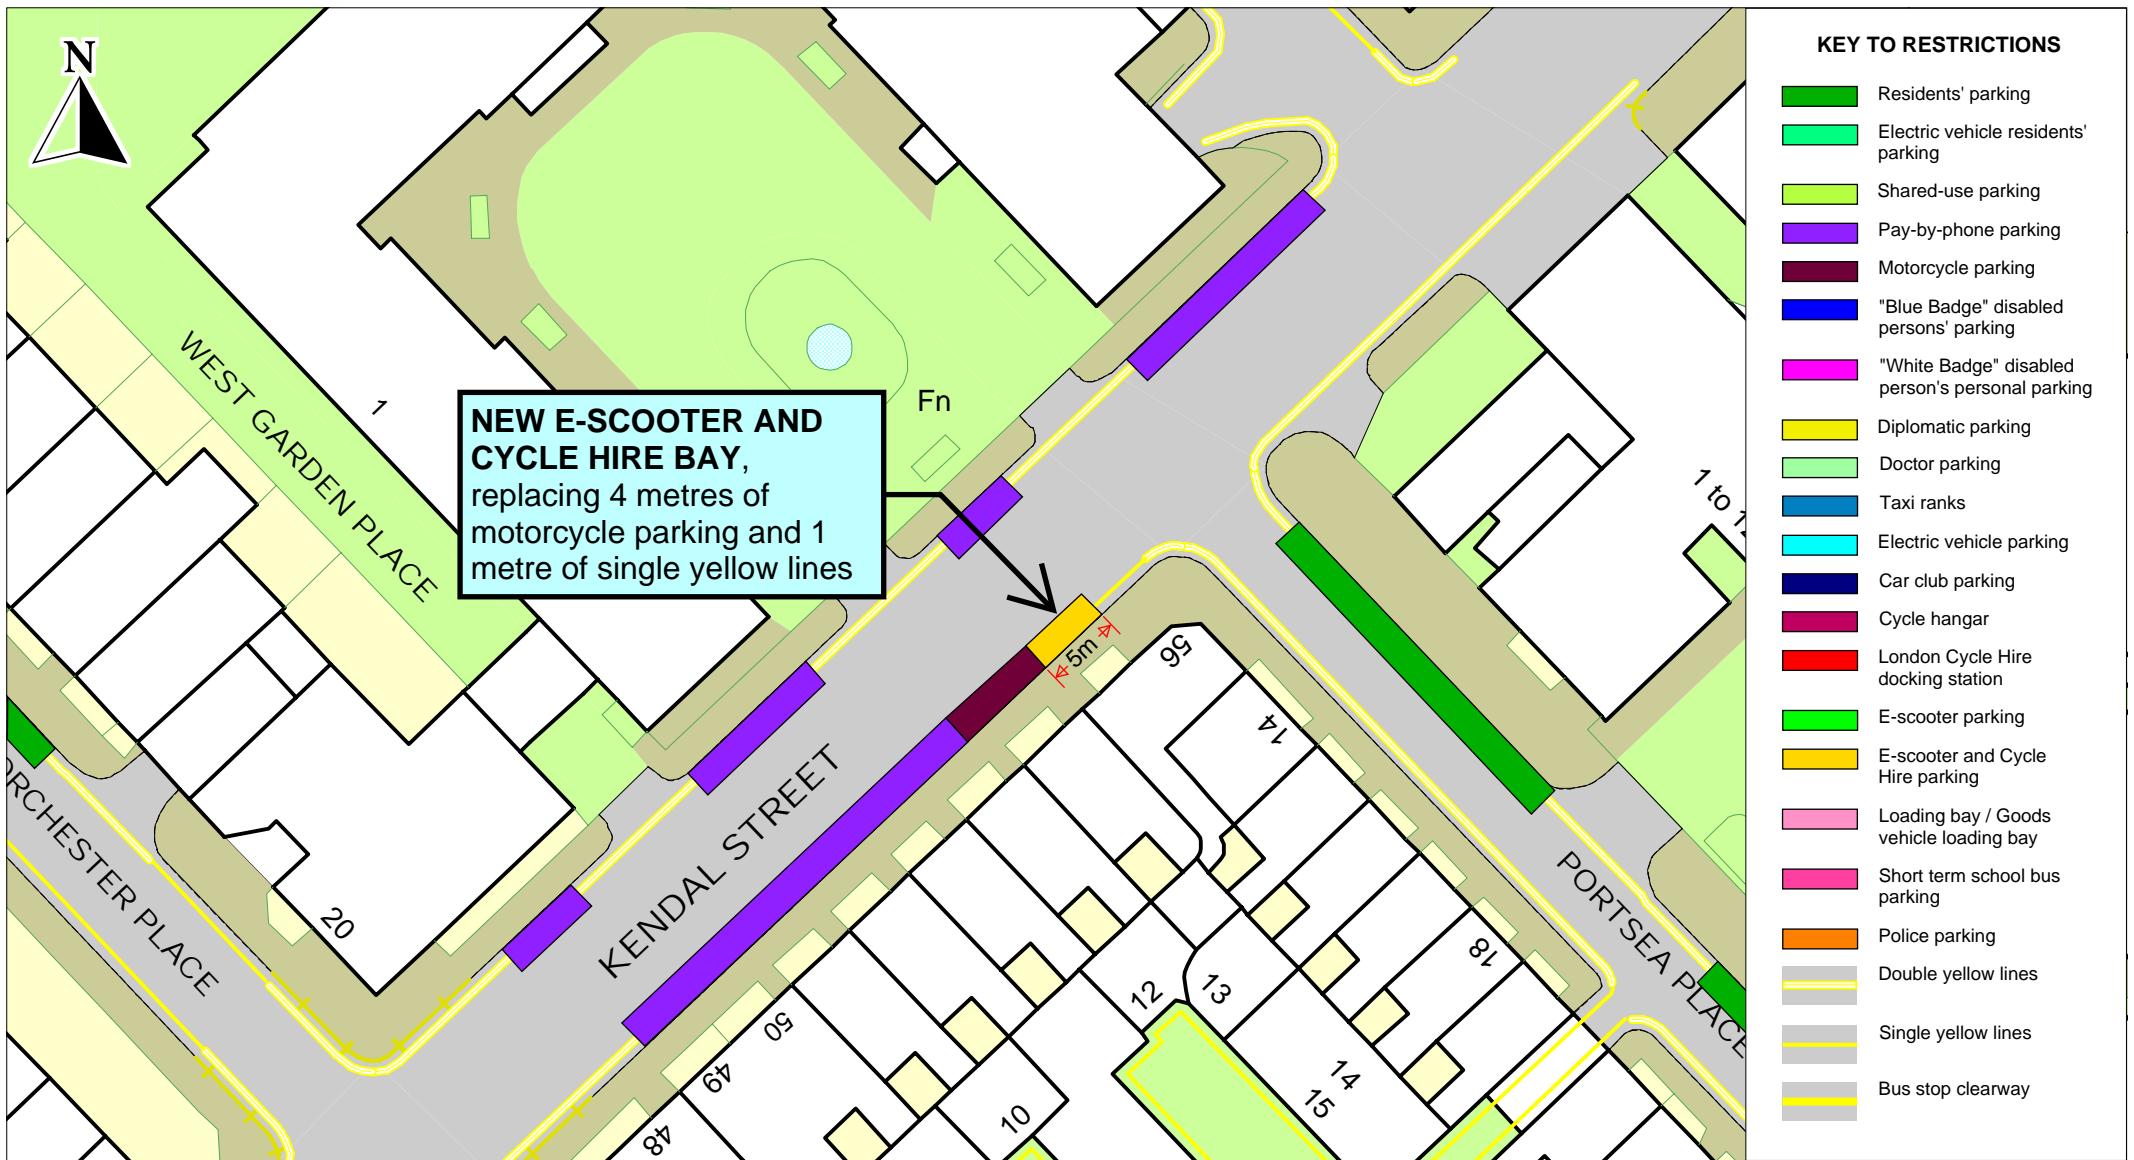 N
WEST GARDEN PLACE
1
Fn
NEW E-SCOOTER AND
CYCLE HIRE BAY,
replacing 4 metres of
motorcycle parking and 1
metre of single yellow lines
1 to 1
5m
56
14
KENDAL STREET
ORCHESTER PLACE
20
PORTSEA PLACE
18
12
13
50
49
48
10
14
15
KEY TO RESTRICTIONS
Residents' parking
Electric vehicle residents'
parking
Shared-use parking
Pay-by-phone parking
Motorcycle parking
"Blue Badge" disabled
persons' parking
"White Badge" disabled
person's personal parking
Diplomatic parking
Doctor parking
Taxi ranks
Electric vehicle parking
Car club parking
Cycle hangar
London Cycle Hire
docking station
E-scooter parking
E-scooter and Cycle
Hire parking
Loading bay / Goods
vehicle loading bay
Short term school bus
parking
Police parking
Double yellow lines
Single yellow lines
Bus stop clearway